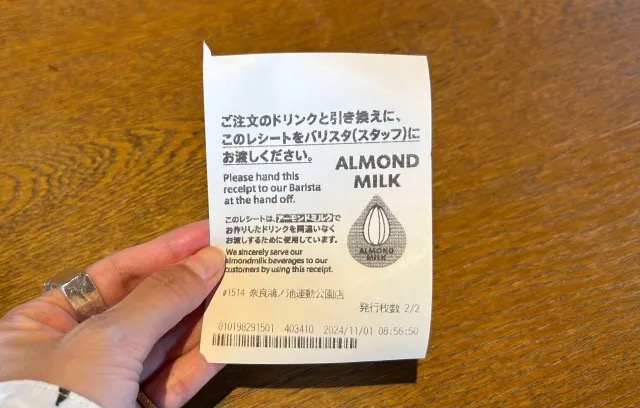 ご注文のドリンクと引き換えに、
このレシートをバリスタ(スタッフ)に
お渡しください。
Please hand this
receipt to our Barista
at the hand off.
ALMOND
MILK
このレシートは、アーモンドミルクで
お作りしたドリンクを間違いなく
お渡しするために使用しています。
We sincerely serve our
almondmilk beverages to our
customers by using this receipt.
ALMOND
MILK
#1514 奈良鴻ノ池運動公園店
発行枚数 2/2
010198291501 403410 2024/11/01 08:56:50